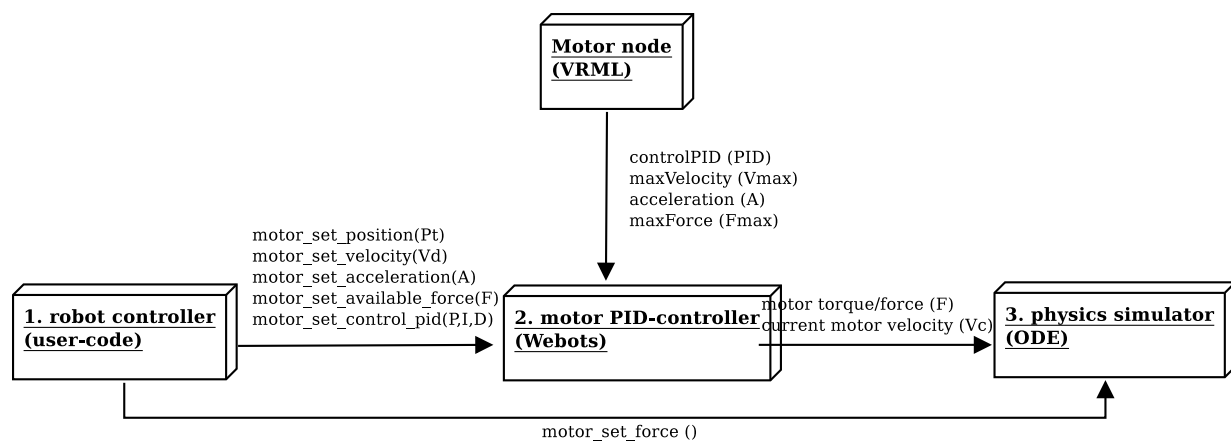 Motor node
(VRML)
controlPID (PID)
maxVelocity (Vmax)
acceleration (A)
maxForce (Fmax)
motor_set_position(Pt)
motor_set_velocity(Vd)
motor_set_acceleration(A)
motor_set_available_force(F)
motor_set_control_pid(P,I,D)
1. robot controller
(user-code)
2. motor PID-controller
(Webots)
motor torque/force (F)
current motor velocity (Vc)
3. physics simulator
(ODE)
motor_set_force ()